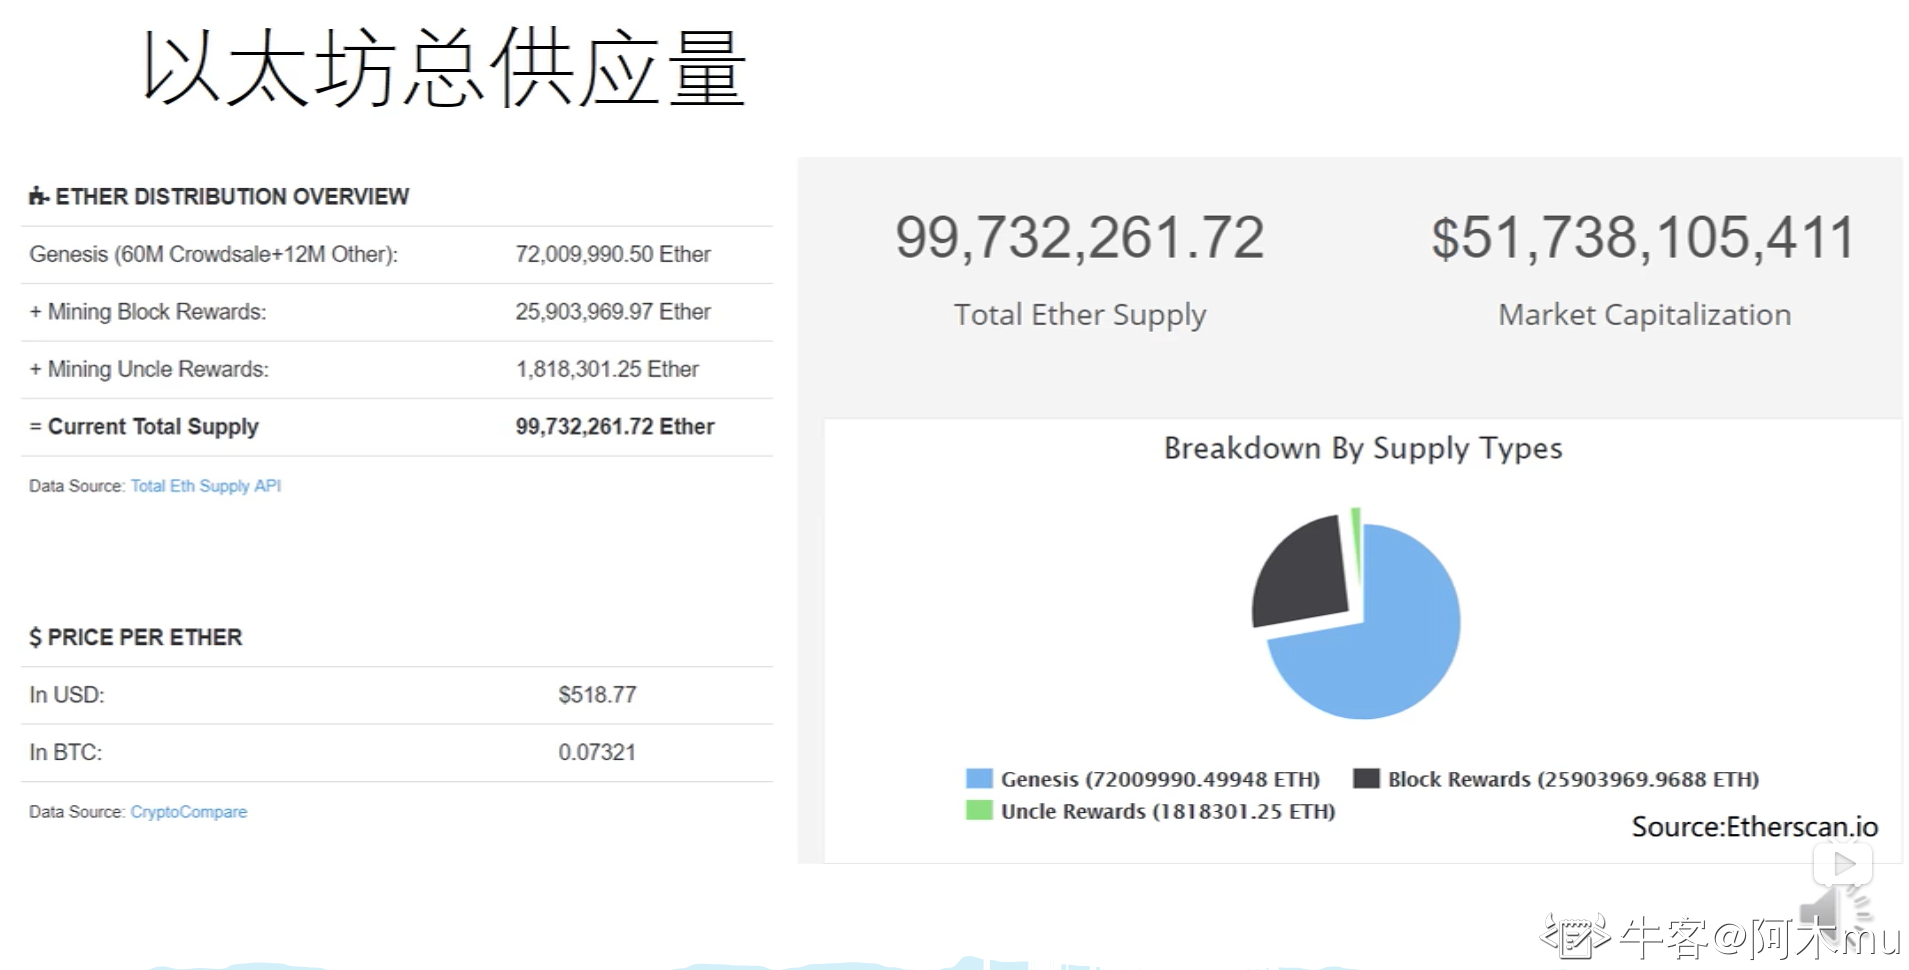 以太坊总供应量
ETHER DISTRIBUTION OVERVIEW
Genesis (60M Crowdsale+12M Other): 72,009,990.50 Ether
+ Mining Block Rewards: 25,903,969.97 Ether
+ Mining Uncle Rewards: 1,818,301.25 Ether
= Current Total Supply 99,732,261.72 Ether
Data Source: Total Eth Supply API
$ PRICE PER ETHER
In USD: $518.77
In BTC: 0.07321
Data Source: CryptoCompare
99,732,261.72 $51,738,105,411
Total Ether Supply Market Capitalization
Breakdown By Supply Types
Genesis (72009990.49948 ETH) Block Rewards (25903969.9688 ETH)
Uncle Rewards (1818301.25 ETH)
Source:Etherscan.io
牛客@阿木mu